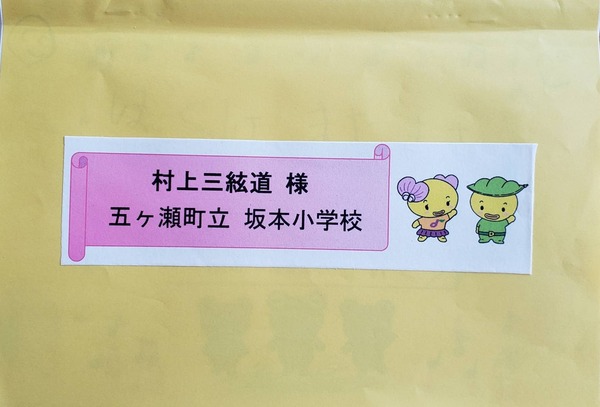 村上三絃道 様
五ヶ瀬町立 坂本小学校